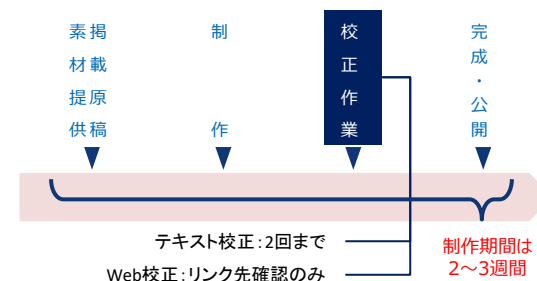 掲載原稿
素材提供
制作
校正作業
完成・公開
テキスト校正：2回まで
Web校正：リンク先確認のみ
制作期間は
2～3週間